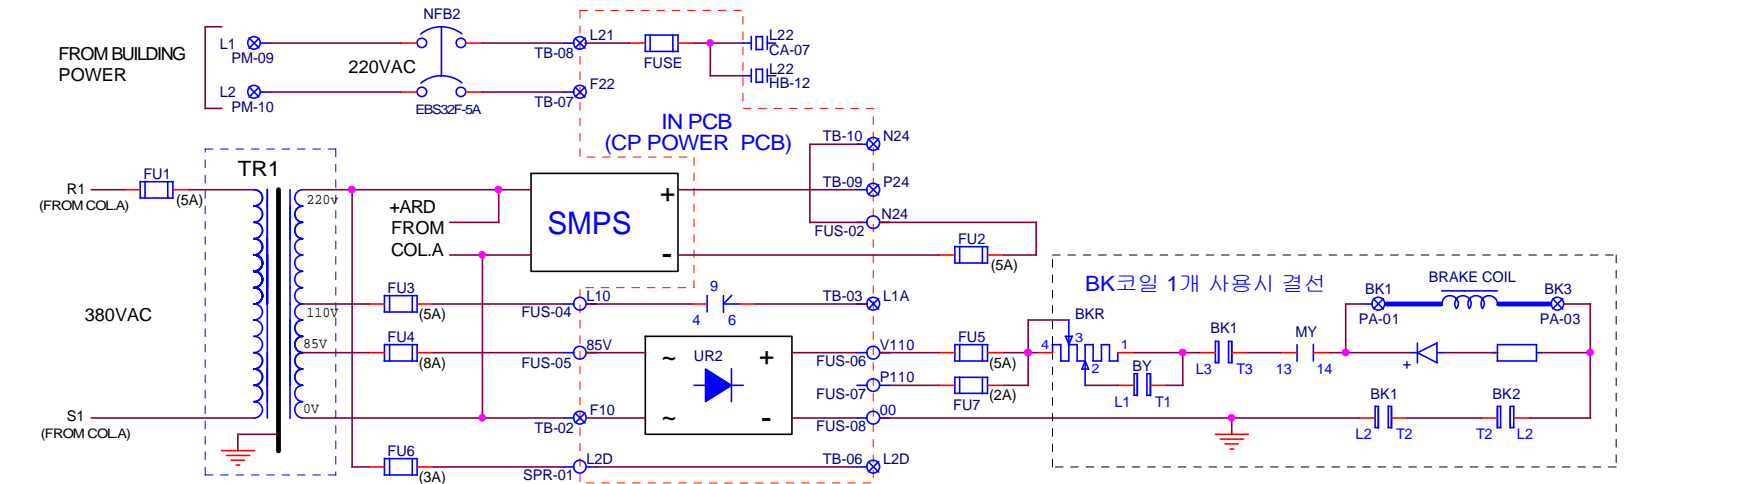 NFB2
FROM BUILDING
POWER
L1
PM-09
L2
PM-10
220VAC
EBS32F-5A
L21
TB-08
F22
TB-07
FUSE
L22
CA-07
L22
HB-12
IN PCB
(CP POWER PCB)
TB-10
N24
TB-09
P24
N24
FUS-02
FU2
(5A)
TR1
FU1
(5A)
R1
(FROM COL.A)
380VAC
S1
(FROM COL.A)
220v
110V
85V
0V
+ARD
FROM
COL.A
SMPS
+
-
FU3
(5A)
L10
FUS-04
9
4
6
TB-03
L1A
FU4
(8A)
85V
FUS-05
~
UR2
+
~
-
F10
TB-02
FU6
(3A)
L2D
SPR-01
TB-06
L2D
V110
FUS-06
P110
FUS-07
00
FUS-08
FU5
(5A)
FU7
(2A)
BK코일 1개 사용시 결선
BKR
4
3
2
1
BY
L1
T1
BK1
L3
T3
MY
13
14
BK1
PA-01
BRAKE COIL
BK3
PA-03
+
BK1
L2
T2
BK2
T2
L2